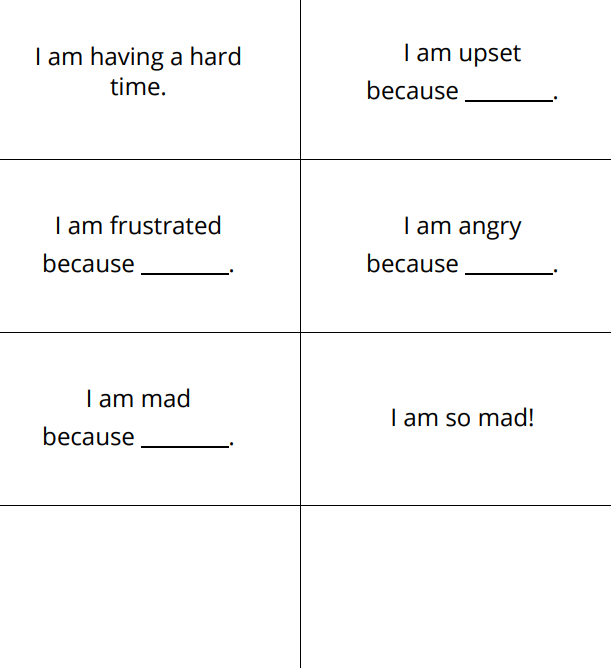 I am having a hard
time.
I am upset
because ________.
I am frustrated
because ________.
I am angry
because ________.
I am mad
because ________.
I am so mad!